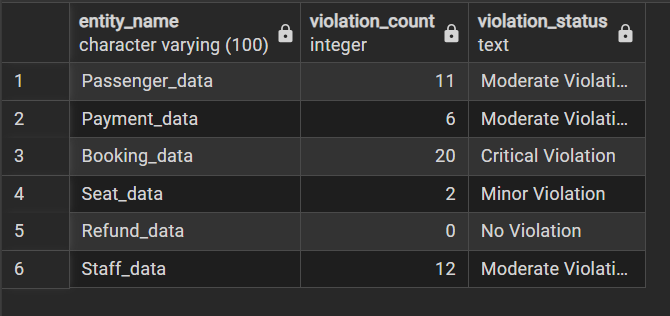 entity_name violation_count violation_status
character varying (100) integer text
1 Passenger_data 11 Moderate Violati...
2 Payment_data 6 Moderate Violati...
3 Booking_data 20 Critical Violation
4 Seat_data 2 Minor Violation
5 Refund_data 0 No Violation
6 Staff_data 12 Moderate Violati...